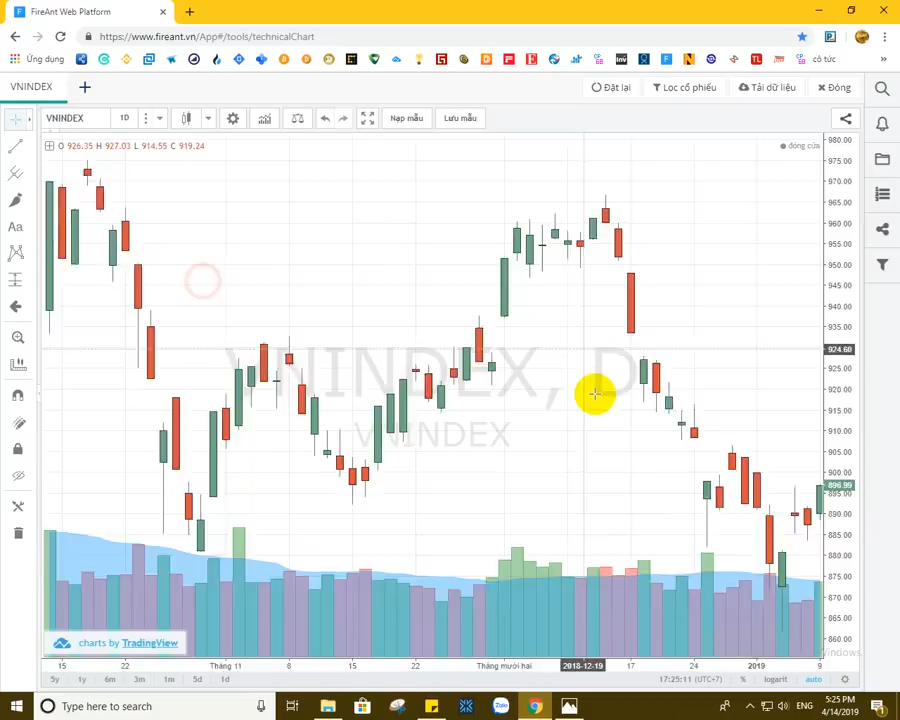 FireAnt Web Platform
https://www.fireant.vn/App#/tools/technicalChart
Ứng dụng
cổ tức
VNINDEX
Đặt lại
Lọc cổ phiếu
Tải dữ liệu
Đóng
VNINDEX 1D
Nạp mẫu
Lưu mẫu
O 926.35 H 927.03 L 914.55 C 919.24
đóng cửa
980.00
975.00
970.00
965.00
960.00
955.00
950.00
945.00
940.00
935.00
924.60
925.00
920.00
915.00
910.00
905.00
900.00
896.99
895.00
890.00
885.00
880.00
875.00
870.00
865.00
860.00
VNINDEX, D
VNINDEX
charts by TradingView
Windows.
15 22 Tháng 11 8 15 22 Tháng mười hai 2018-12-19 17 24 2019 9
5y 1y 6m 3m 1m 5d 1d
17:25:11 (UTC+7) % logarit auto
Type here to search
Zalo
ENG
5:25 PM
4/14/2019